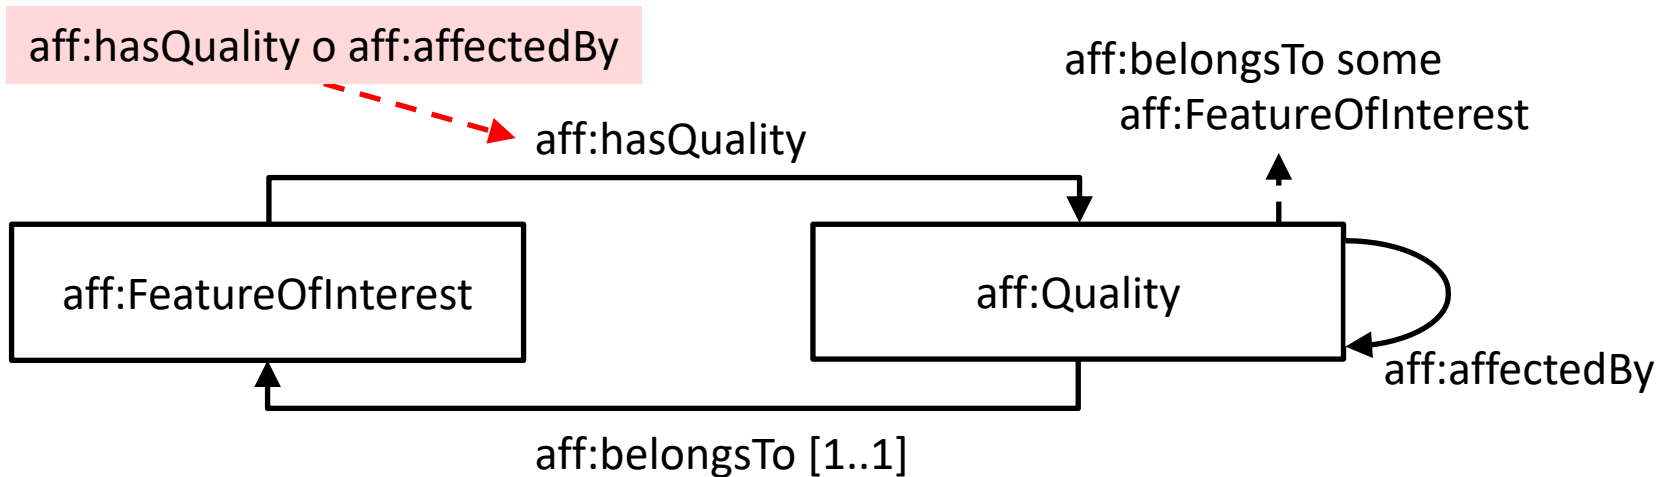 aff:hasQuality o aff:affectedBy
aff:belongsTo some
aff:FeatureOfInterest
aff:hasQuality
aff:FeatureOfInterest
aff:Quality
aff:affectedBy
aff:belongsTo [1..1]